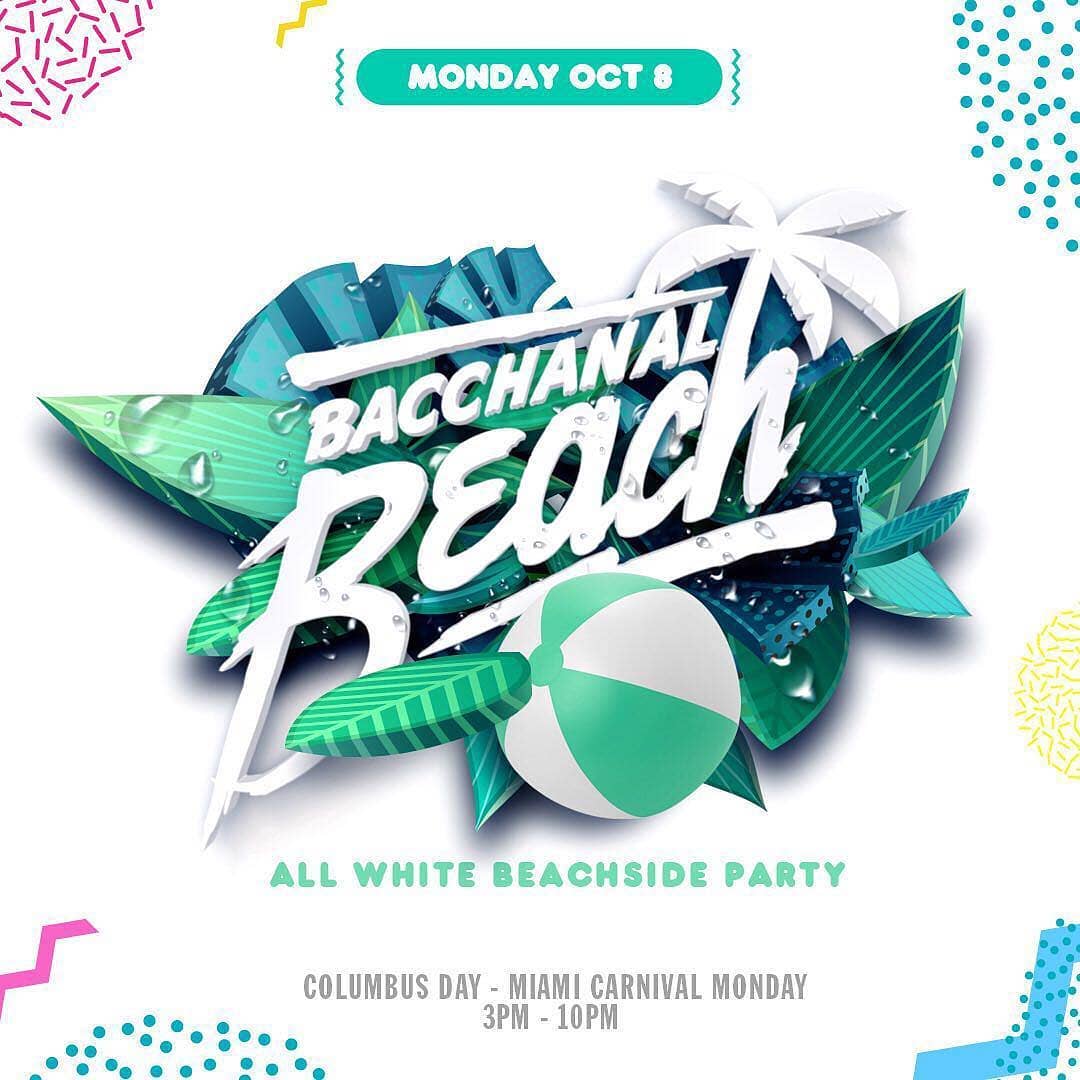 MONDAY OCT 8
BACCHANAL
Beach
ALL WHITE BEACHSIDE PARTY
COLUMBUS DAY - MIAMI CARNIVAL MONDAY
3PM - 10PM